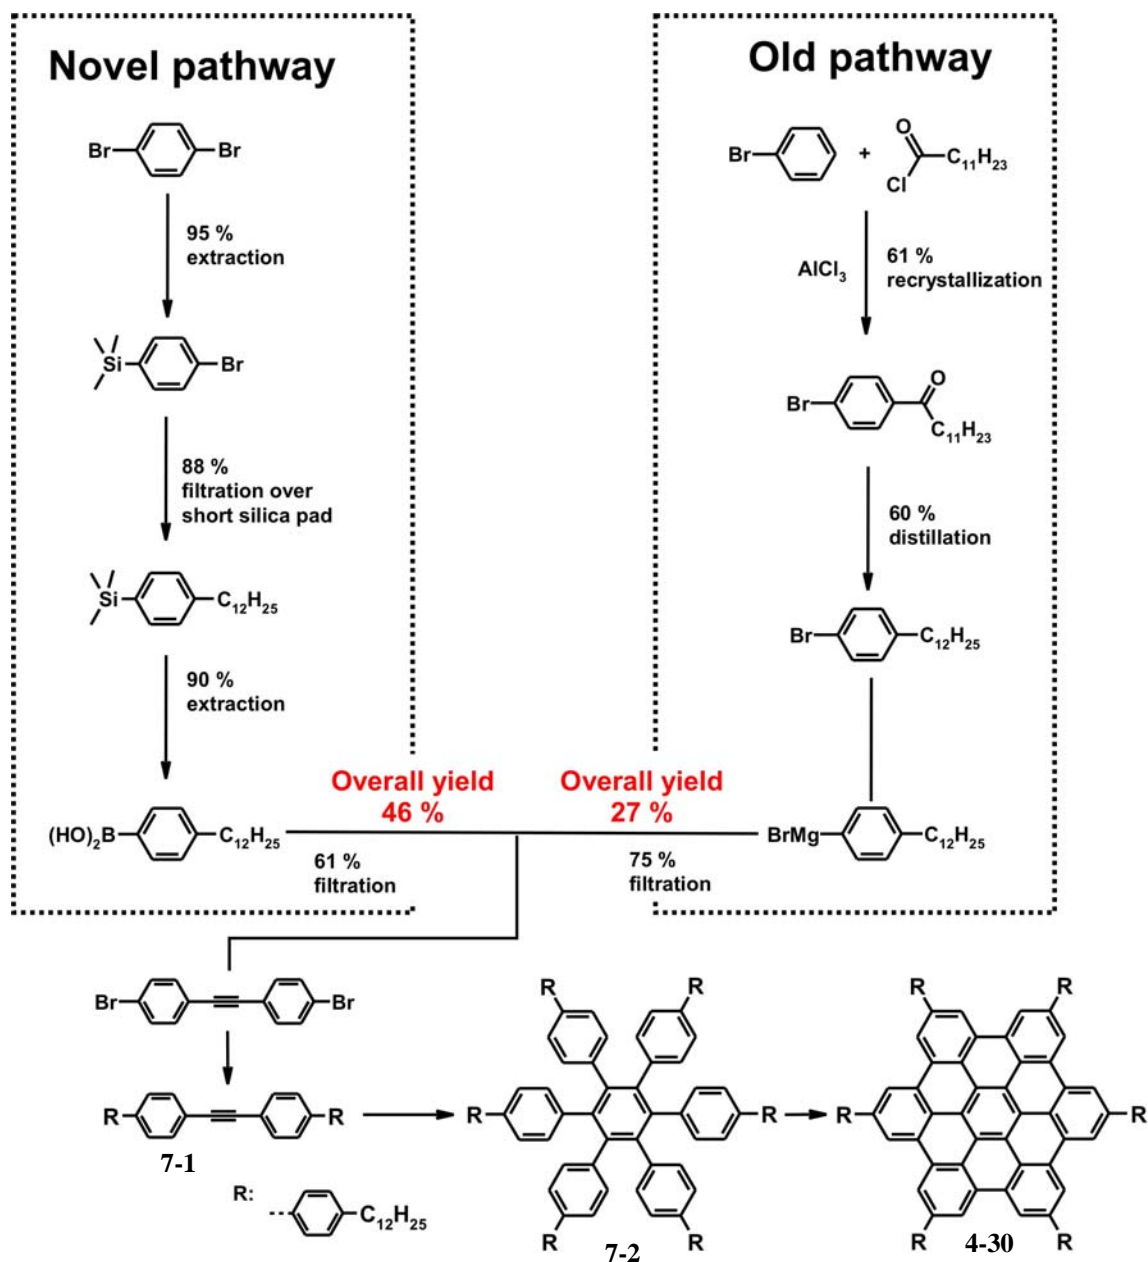 Novel pathway
Br Br
95 %
extraction
Si Br
88 %
filtration over
short silica pad
Si C12H25
90 %
extraction
(HO)2B C12H25
Overall yield
46 %
61 %
filtration
Old pathway
Br + O Cl C11H23
AlCl3
61 %
recrystallization
Br O C11H23
60 %
distillation
Br C12H25
BrMg C12H25
Overall yield
27 %
75 %
filtration
Br Br
R R
7-1
R: C12H25
R R
R R
R R
7-2
R R
R R
R R
4-30